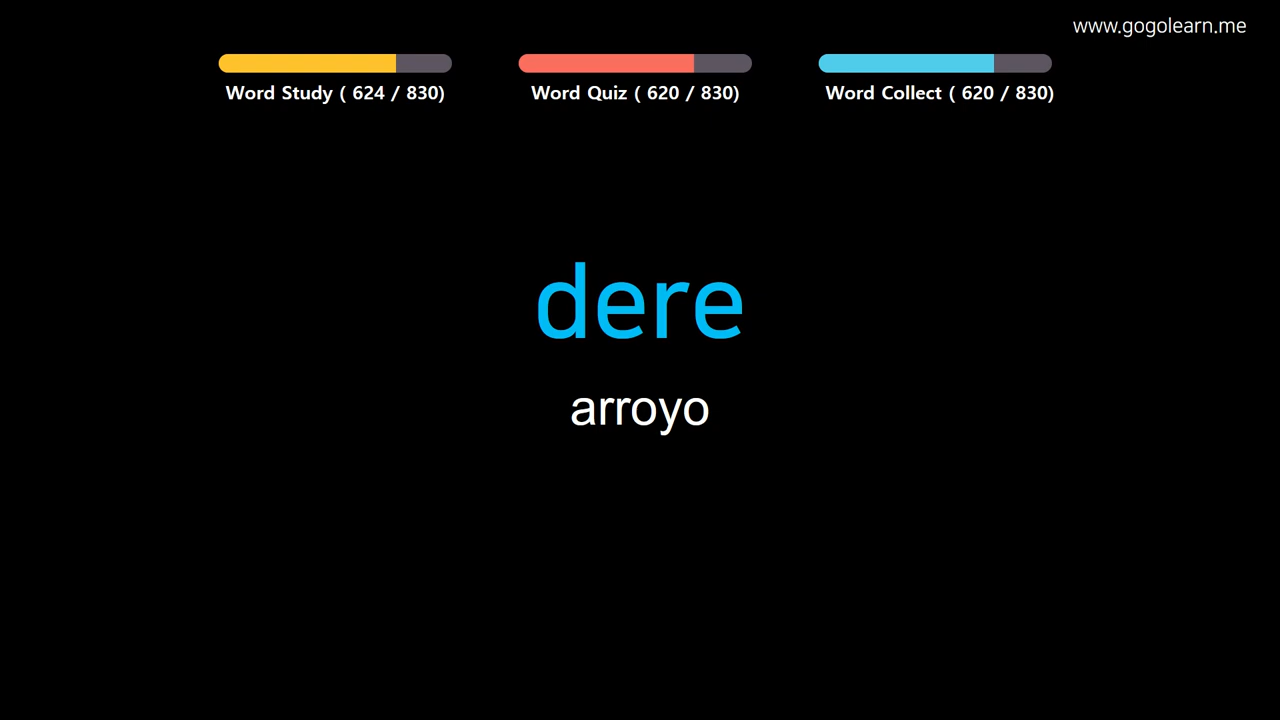 www.gogolearn.me
Word Study ( 624 / 830)
Word Quiz ( 620 / 830)
Word Collect ( 620 / 830)
dere
arroyo